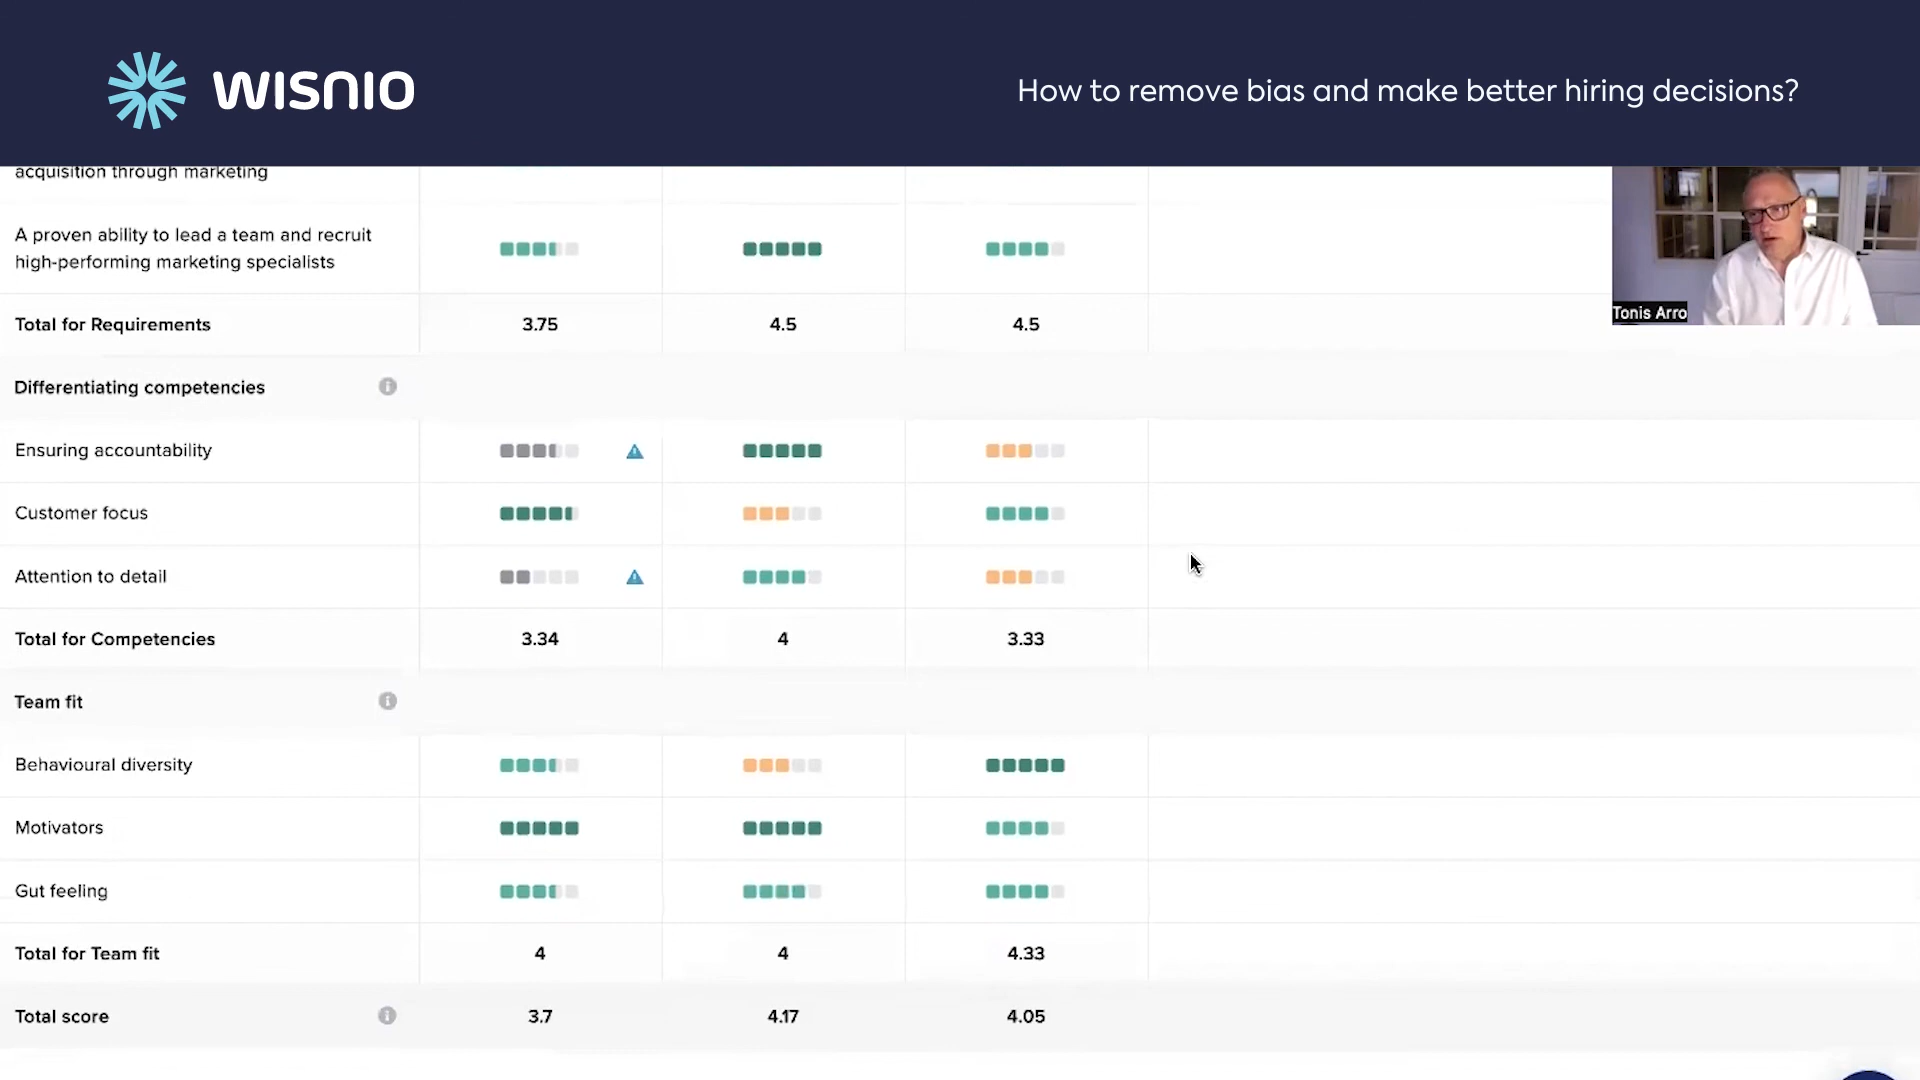 WISNIO
How to remove bias and make better hiring decisions?
acquisition through marketing
A proven ability to lead a team and recruit
high-performing marketing specialists
Total for Requirements 3.75 4.5 4.5
Tonis Arro
Differentiating competencies
Ensuring accountability
Customer focus
Attention to detail
Total for Competencies 3.34 4 3.33
Team fit
Behavioural diversity
Motivators
Gut feeling
Total for Team fit 4 4 4.33
Total score 3.7 4.17 4.05